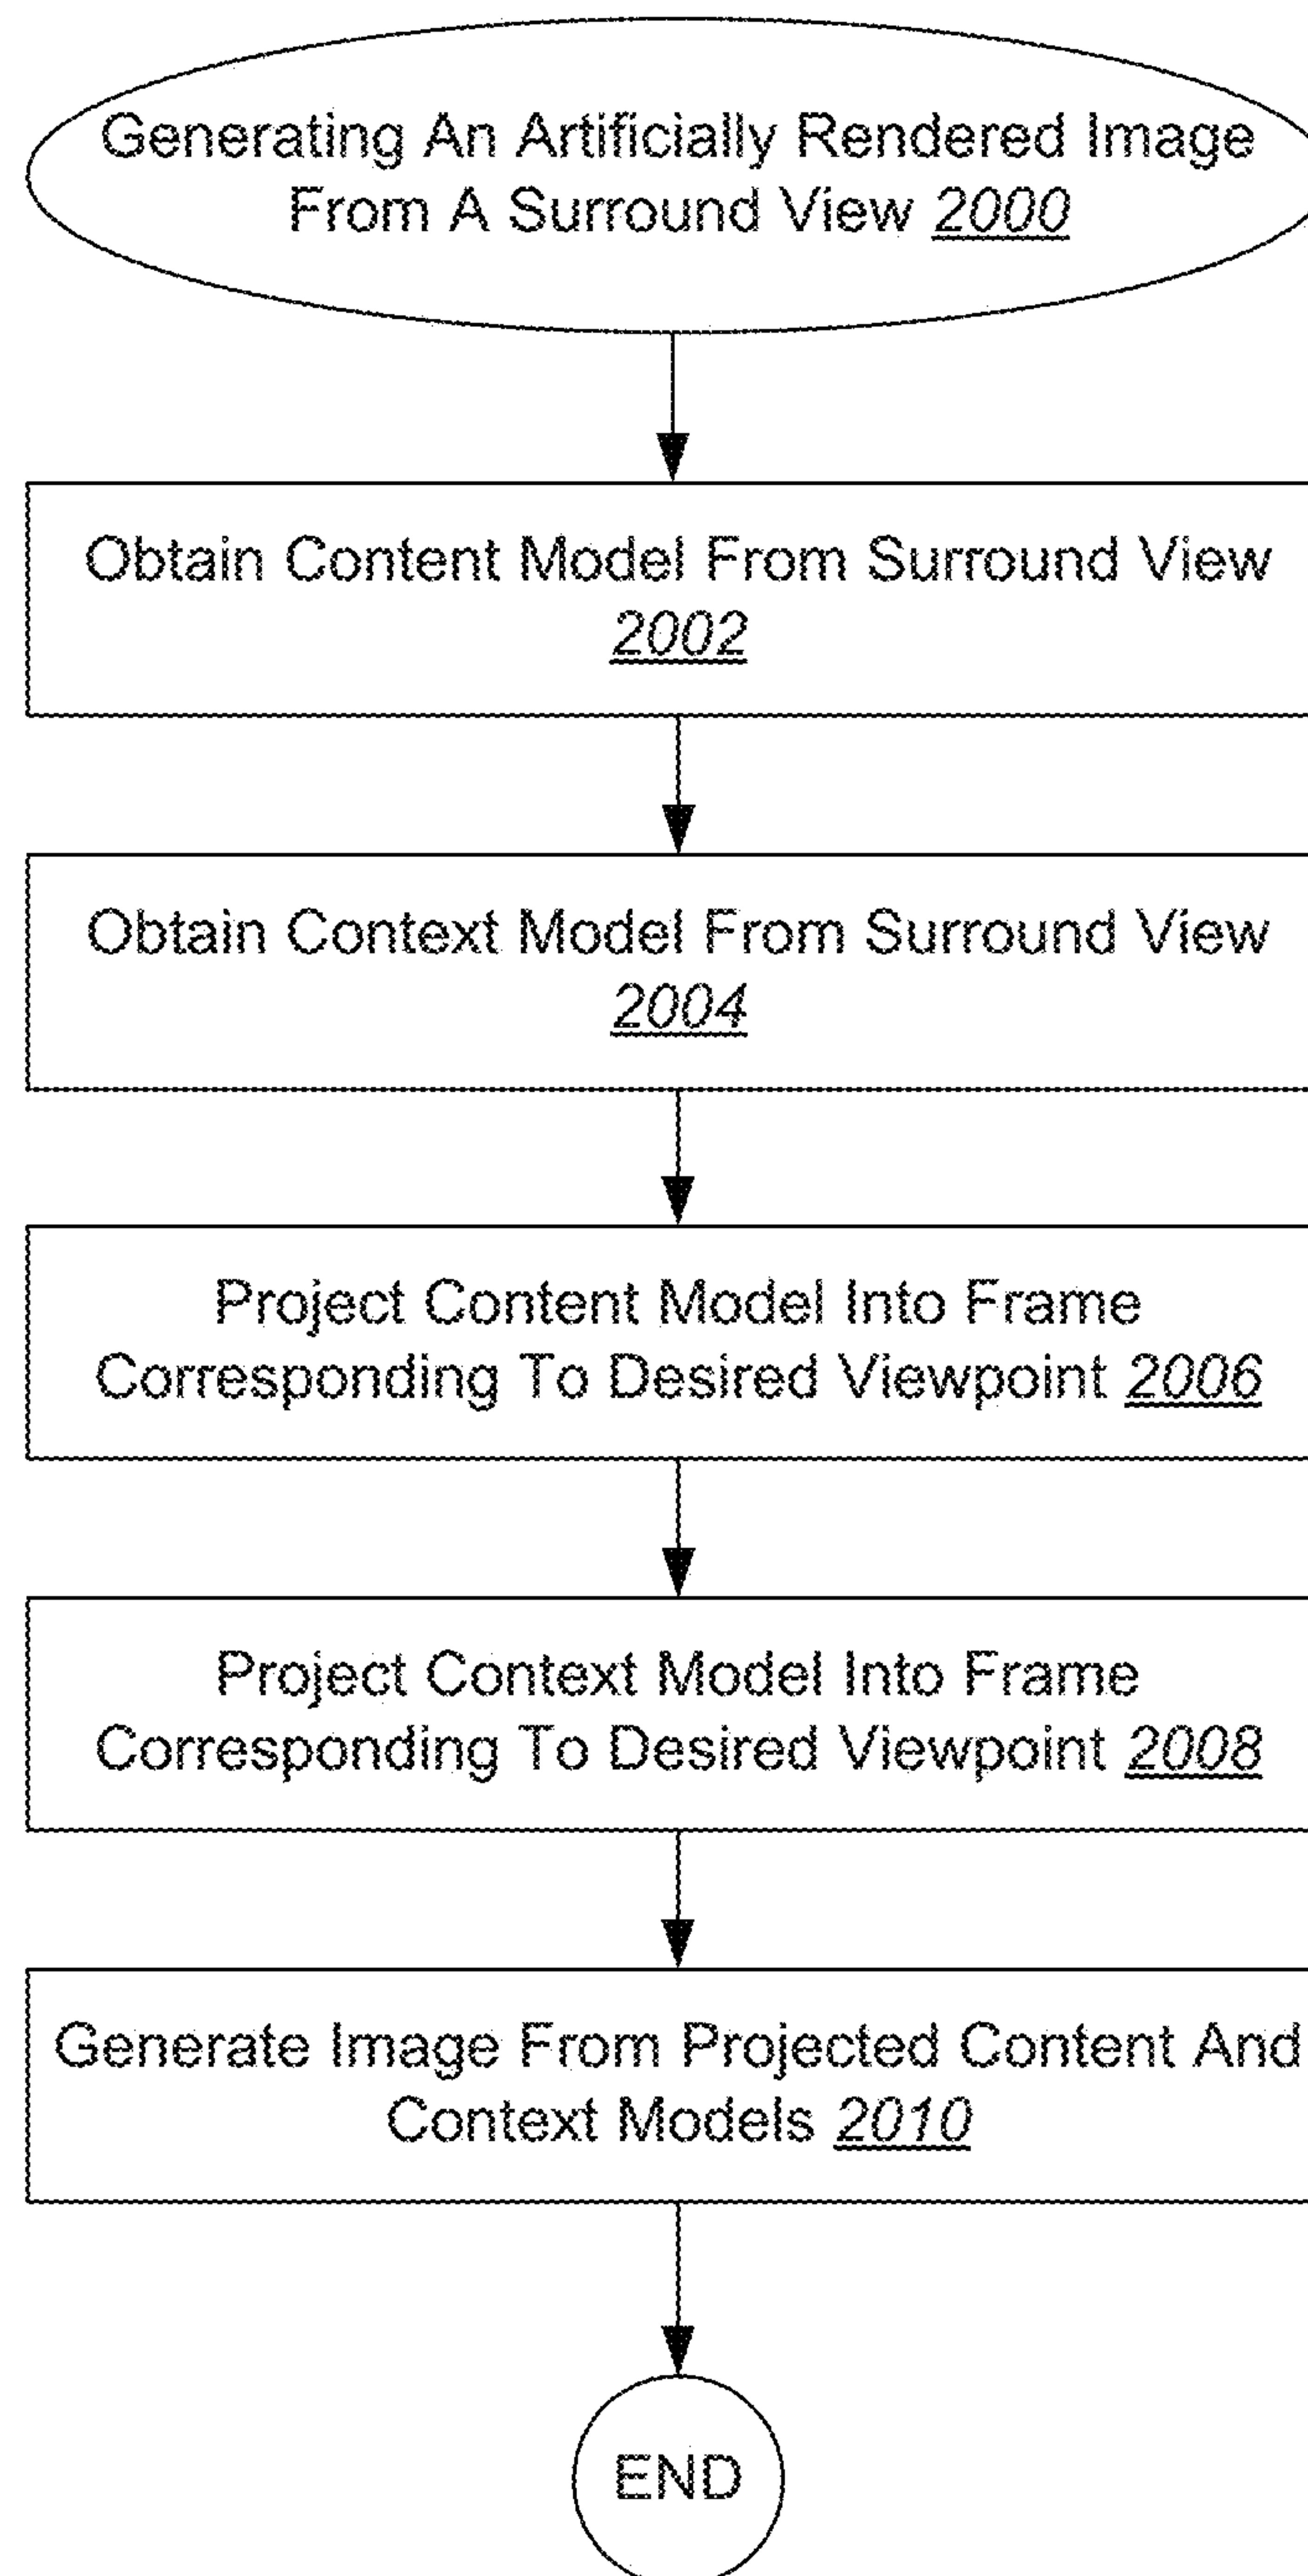 Generating An Artificially Rendered Image
From A Surround View 2000
Obtain Content Model From Surround View
2002
Obtain Context Model From Surround View
2004
Project Content Model Into Frame
Corresponding To Desired Viewpoint 2006
Project Context Model Into Frame
Corresponding To Desired Viewpoint 2008
Generate Image From Projected Content And
Context Models 2010
END